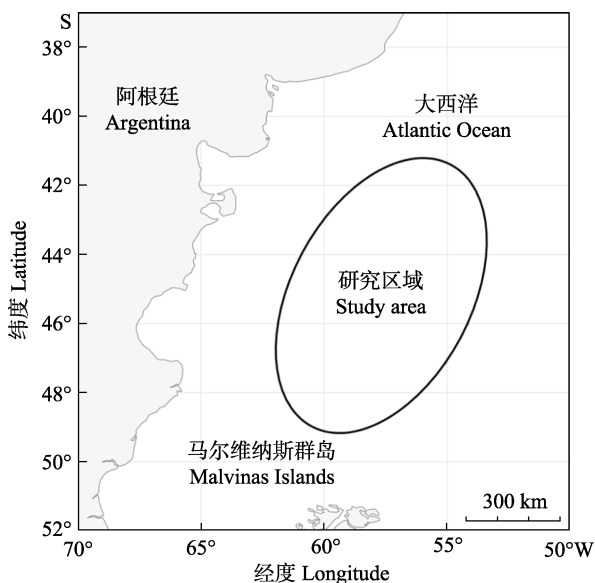 S
38°
阿根廷
Argentina
大西洋
Atlantic Ocean
40°
42°
44°
研究区域
Study area
46°
48°
马尔维纳斯群岛
Malvinas Islands
50°
300 km
52°
70°
65°
60°
55°
50°W
纬度 Latitude
经度 Longitude